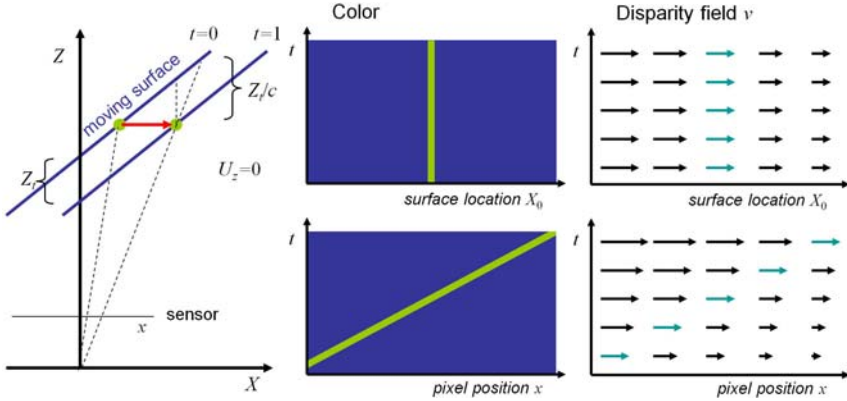 Z
t=0
t=1
moving surface
Z_t/c
Z_t
U_z=0
sensor
x
X
Color
t
surface location X_0
t
pixel position x
Disparity field v
t
surface location X_0
t
pixel position x